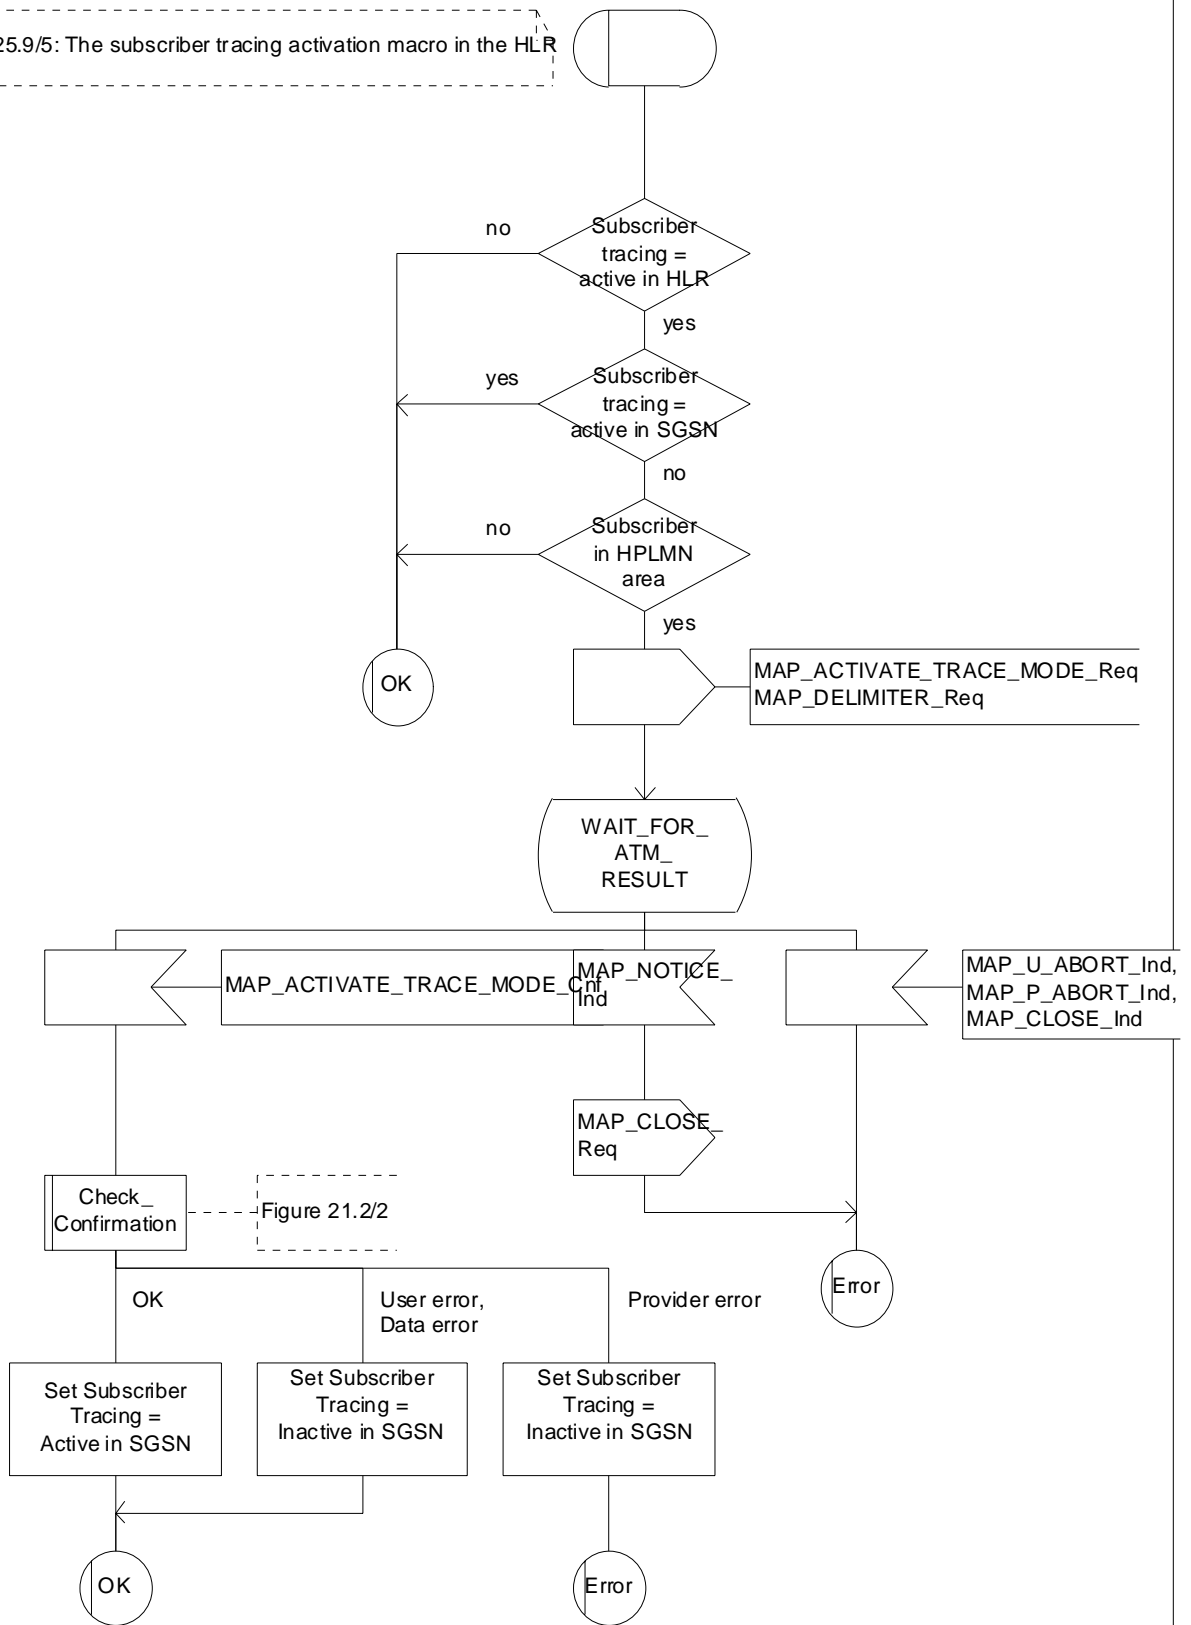 25.9/5: The subscriber tracing activation macro in the HLR
no
Subscriber
tracing =
active in HLR
yes
yes
Subscriber
tracing =
active in SGSN
no
no
Subscriber
in HPLMN
area
yes
OK
MAP_ACTIVATE_TRACE_MODE_Req
MAP_DELIMITER_Req
WAIT_FOR_
ATM_
RESULT
MAP_ACTIVATE_TRACE_MODE_Cnf
MAP_NOTICE_
Ind
MAP_U_ABORT_Ind,
MAP_P_ABORT_Ind,
MAP_CLOSE_Ind
MAP_CLOSE_
Req
Check_
Confirmation
Figure 21.2/2
Error
OK
User error,
Data error
Provider error
Set Subscriber
Tracing =
Active in SGSN
Set Subscriber
Tracing =
Inactive in SGSN
Set Subscriber
Tracing =
Inactive in SGSN
OK
Error